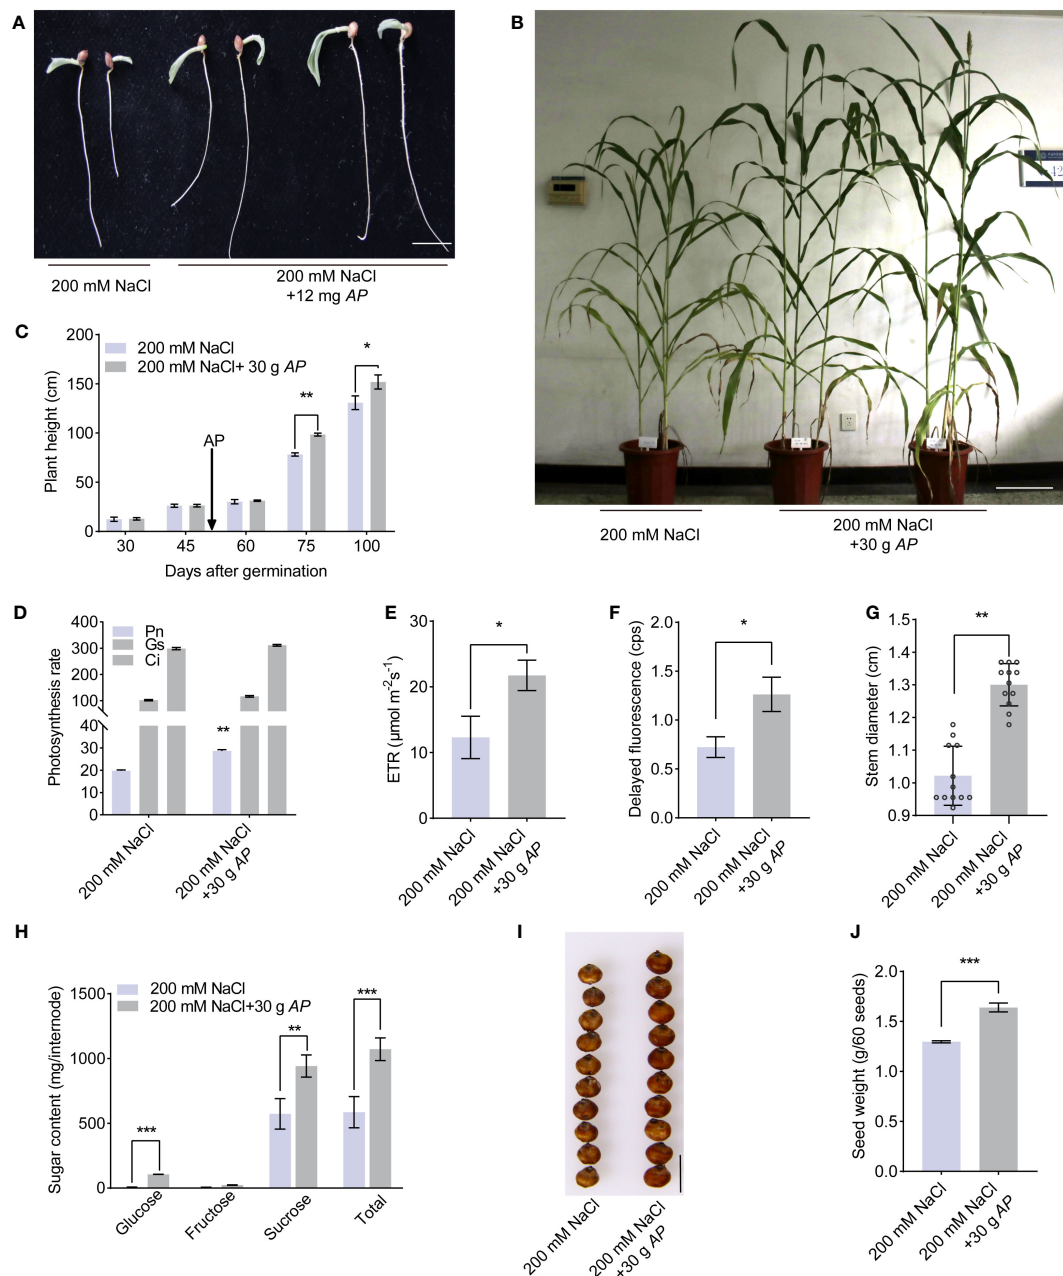 A
200 mM NaCl
200 mM NaCl
+12 mg AP
B
42
200 mM NaCl
200 mM NaCl
+30 g AP
C
Plant height (cm)
200
150
100
50
0
200 mM NaCl
200 mM NaCl+ 30 g AP
AP
**
*
30 45 60 75 100
Days after germination
D
Photosynthesis rate
400
300
200
100
40
30
20
10
0
Pn
Gs
Ci
**
200 mM NaCl
200 mM NaCl
+30 g AP
E
ETR (μmol m-2s-1)
30
20
10
0
*
200 mM NaCl
200 mM NaCl
+30 g AP
F
Delayed fluorescence (cps)
2.0
1.5
1.0
0.5
0.0
*
200 mM NaCl
200 mM NaCl
+30 g AP
G
Stem diameter (cm)
1.5
1.4
1.3
1.2
1.1
1.0
0.9
**
200 mM NaCl
200 mM NaCl
+30 g AP
H
Sugar content (mg/internode)
1500
1000
500
0
200 mM NaCl
200 mM NaCl+30 g AP
***
**
***
Glucose
Fructose
Sucrose
Total
I
200 mM NaCl
200 mM NaCl
+30 g AP
J
Seed weight (g/60 seeds)
2.0
1.5
1.0
0.5
0.0
***
200 mM NaCl
200 mM NaCl
+30 g AP